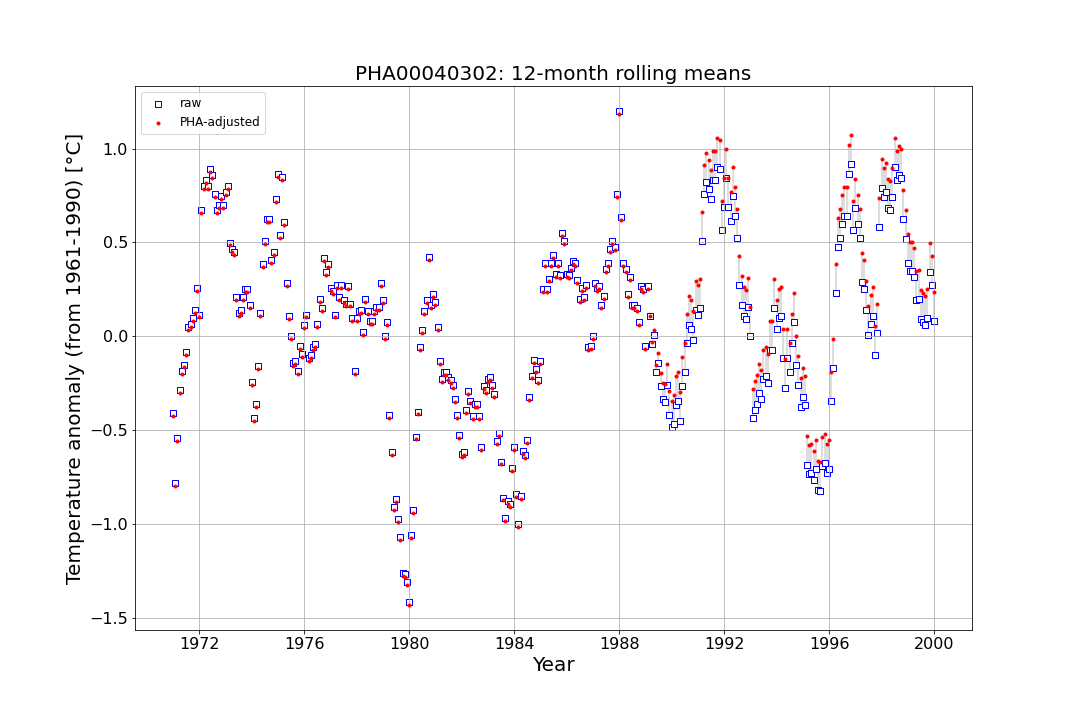 PHA00040302: 12-month rolling means
raw
PHA-adjusted
Temperature anomaly (from 1961-1990) [°C]
1.0
0.5
0.0
−0.5
−1.0
−1.5
1972 1976 1980 1984 1988 1992 1996 2000
Year